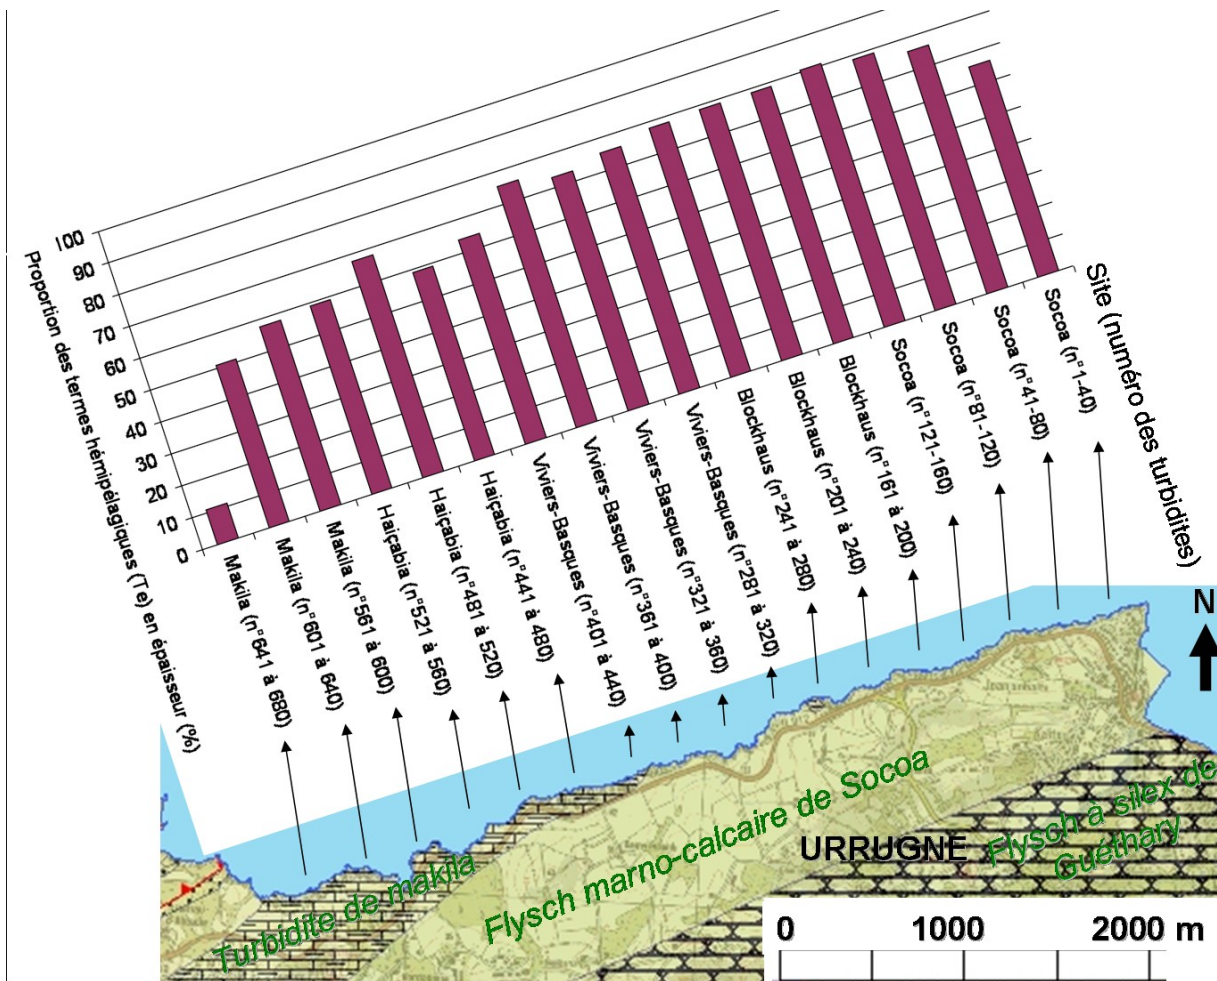 Proportion des termes hémipélagiques (Te) en épaisseur (%)
100
90
80
70
60
50
40
30
20
10
0
Makila (n°641 à 680)
Makila (n°601 à 640)
Makila (n°561 à 600)
Haiçabia (n°521 à 560)
Haiçabia (n°481 à 520)
Haiçabia (n°441 à 480)
Viviers-Basques (n°401 à 440)
Viviers-Basques (n°361 à 400)
Viviers-Basques (n°321 à 360)
Viviers-Basques (n°281 à 320)
Blockhaus (n°241 à 280)
Blockhaus (n°201 à 240)
Blockhaus (n°161 à 200)
Socoa (n°121-160)
Socoa (n°81-120)
Socoa (n°41-80)
Socoa (n°1-40)
Site (numéro des turbidites)
N
Turbidite de makila
Flysch marno-calcaire de Socoa
URRUGNE
Flysch à silex de
Guéthary
0 1000 2000 m